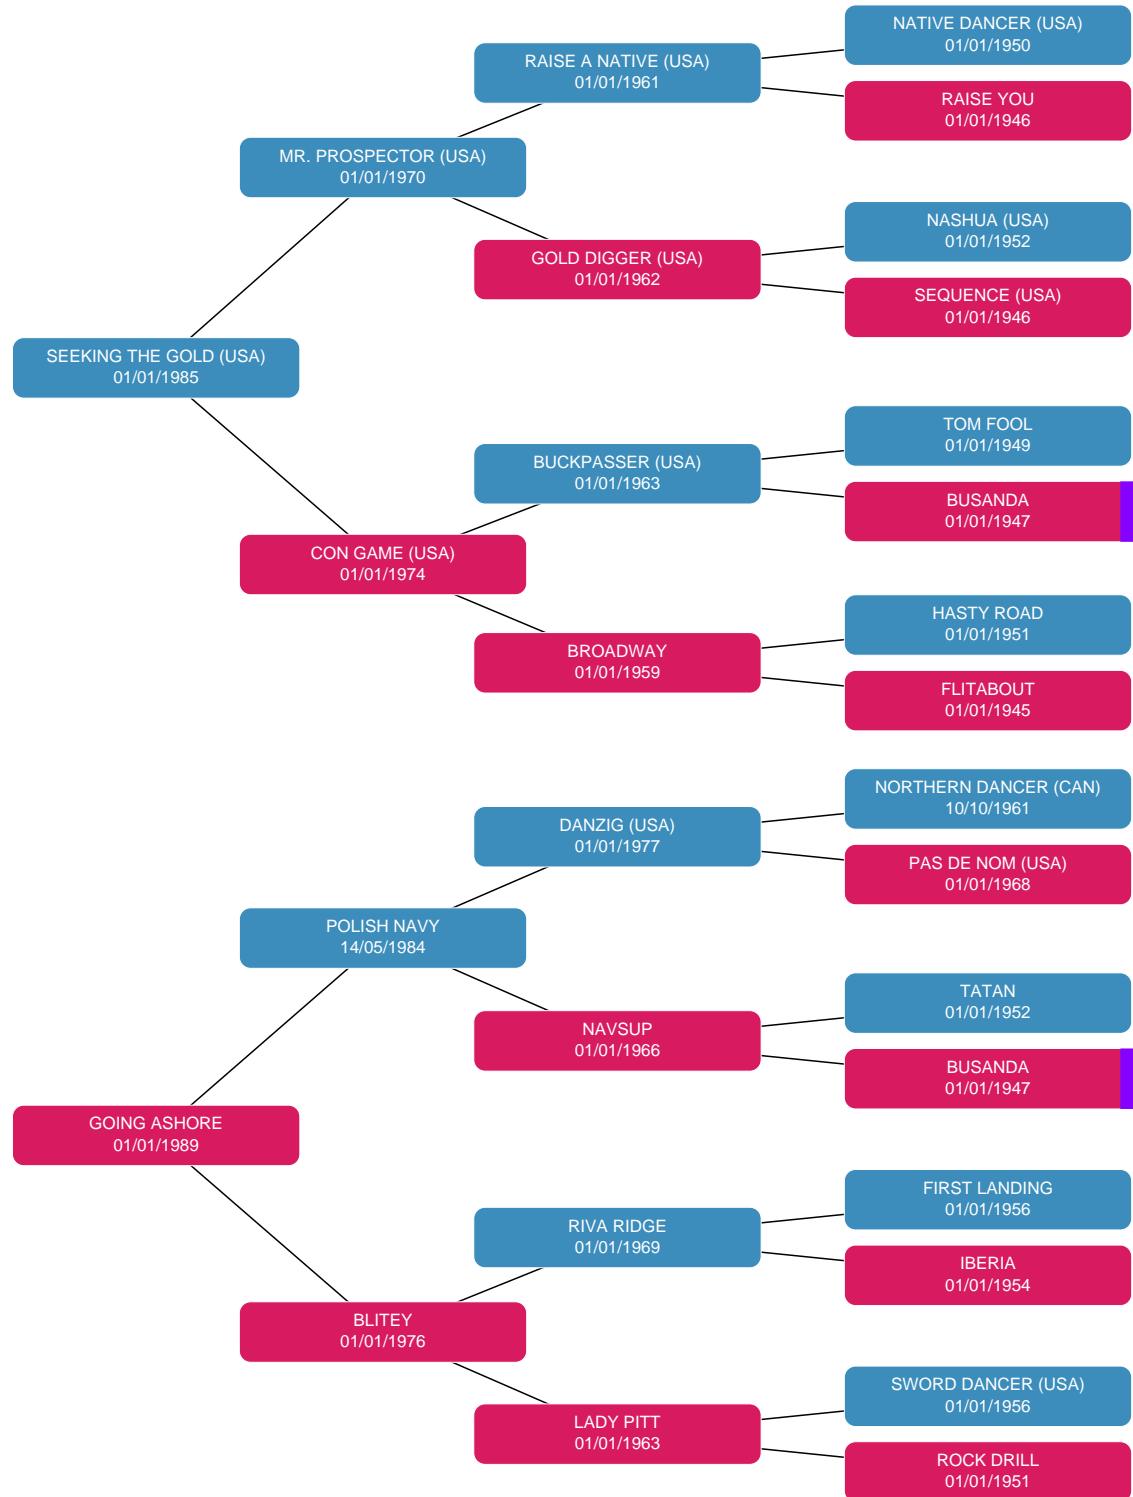 NATIVE DANCER (USA)
01/01/1950
RAISE A NATIVE (USA)
01/01/1961
RAISE YOU
01/01/1946
MR. PROSPECTOR (USA)
01/01/1970
NASHUA (USA)
01/01/1952
GOLD DIGGER (USA)
01/01/1962
SEQUENCE (USA)
01/01/1946
SEEKING THE GOLD (USA)
01/01/1985
TOM FOOL
01/01/1949
BUCKPASSER (USA)
01/01/1963
BUSANDA
01/01/1947
CON GAME (USA)
01/01/1974
HASTY ROAD
01/01/1951
BROADWAY
01/01/1959
FLITABOUT
01/01/1945
NORTHERN DANCER (CAN)
10/10/1961
DANZIG (USA)
01/01/1977
PAS DE NOM (USA)
01/01/1968
POLISH NAVY
14/05/1984
TATAN
01/01/1952
NAVSUP
01/01/1966
BUSANDA
01/01/1947
GOING ASHORE
01/01/1989
FIRST LANDING
01/01/1956
RIVA RIDGE
01/01/1969
IBERIA
01/01/1954
BLITEY
01/01/1976
SWORD DANCER (USA)
01/01/1956
LADY PITT
01/01/1963
ROCK DRILL
01/01/1951